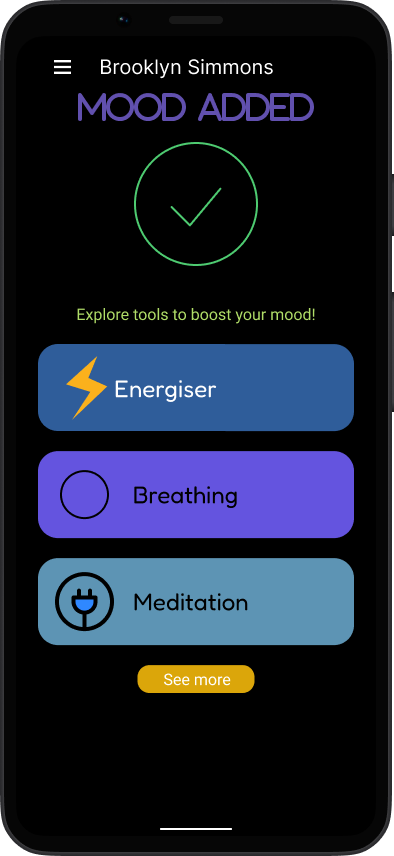 Brooklyn Simmons
MOOD ADDED
Explore tools to boost your mood!
Energiser
Breathing
Meditation
See more